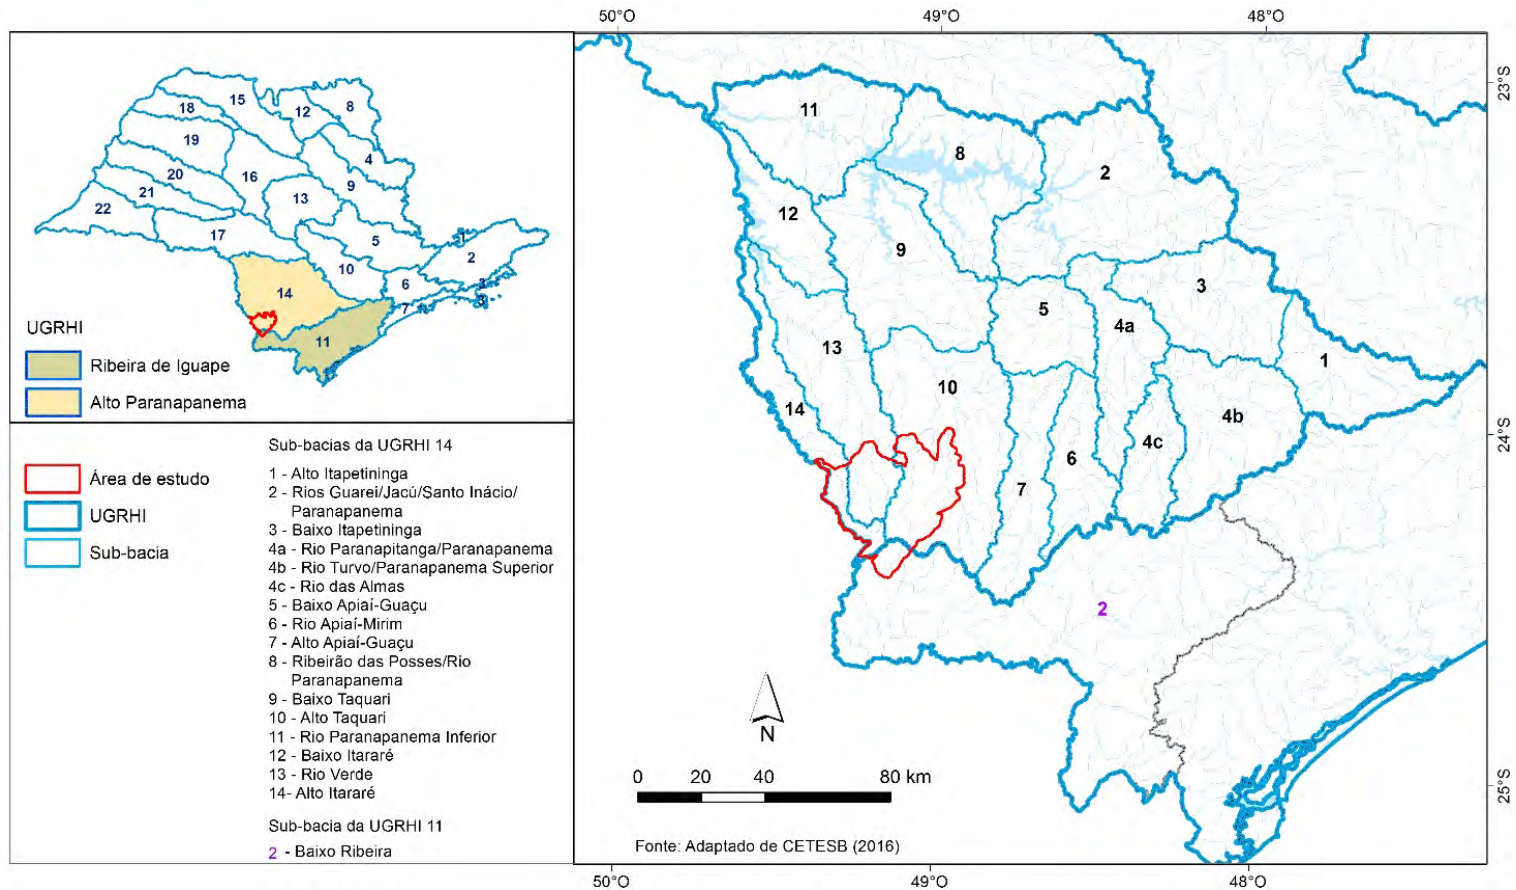 50°O
49°O
48°O
23°S
24°S
25°S
15
18
12
8
19
4
20
16
9
21
13
22
17
5
1
2
10
6
3
14
7
3
11
UGRHI
Ribeira de Iguape
Alto Paranapanema
Área de estudo
UGRHI
Sub-bacia
Sub-bacias da UGRHI 14
1 - Alto Itapetininga
2 - Rios Guareí/Jacú/Santo Inácio/
Paranapanema
3 - Baixo Itapetininga
4a - Rio Paranapitanga/Paranapanema
4b - Rio Turvo/Paranapanema Superior
4c - Rio das Almas
5 - Baixo Apiaí-Guaçu
6 - Rio Apiaí-Mirim
7 - Alto Apiaí-Guaçu
8 - Ribeirão das Posses/Rio
Paranapanema
9 - Baixo Taquari
10 - Alto Taquari
11 - Rio Paranapanema Inferior
12 - Baixo Itararé
13 - Rio Verde
14- Alto Itararé
Sub-bacia da UGRHI 11
2 - Baixo Ribeira
11
8
2
12
9
3
5
4a
13
1
10
14
4b
4c
6
7
2
N
0 20 40 80 km
Fonte: Adaptado de CETESB (2016)
50°O
49°O
48°O